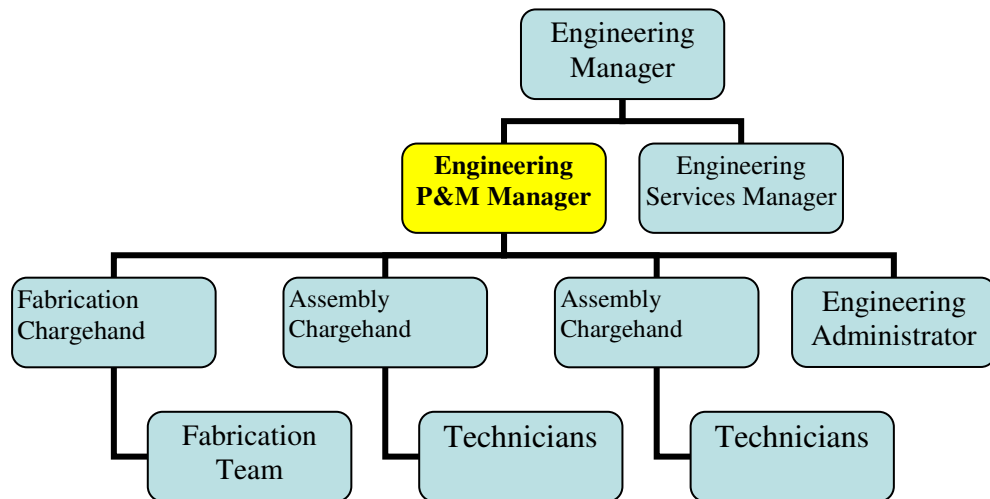 Engineering
Manager
Engineering
P&M Manager
Engineering
Services Manager
Fabrication
Chargehand
Assembly
Chargehand
Assembly
Chargehand
Engineering
Administrator
Fabrication
Team
Technicians
Technicians